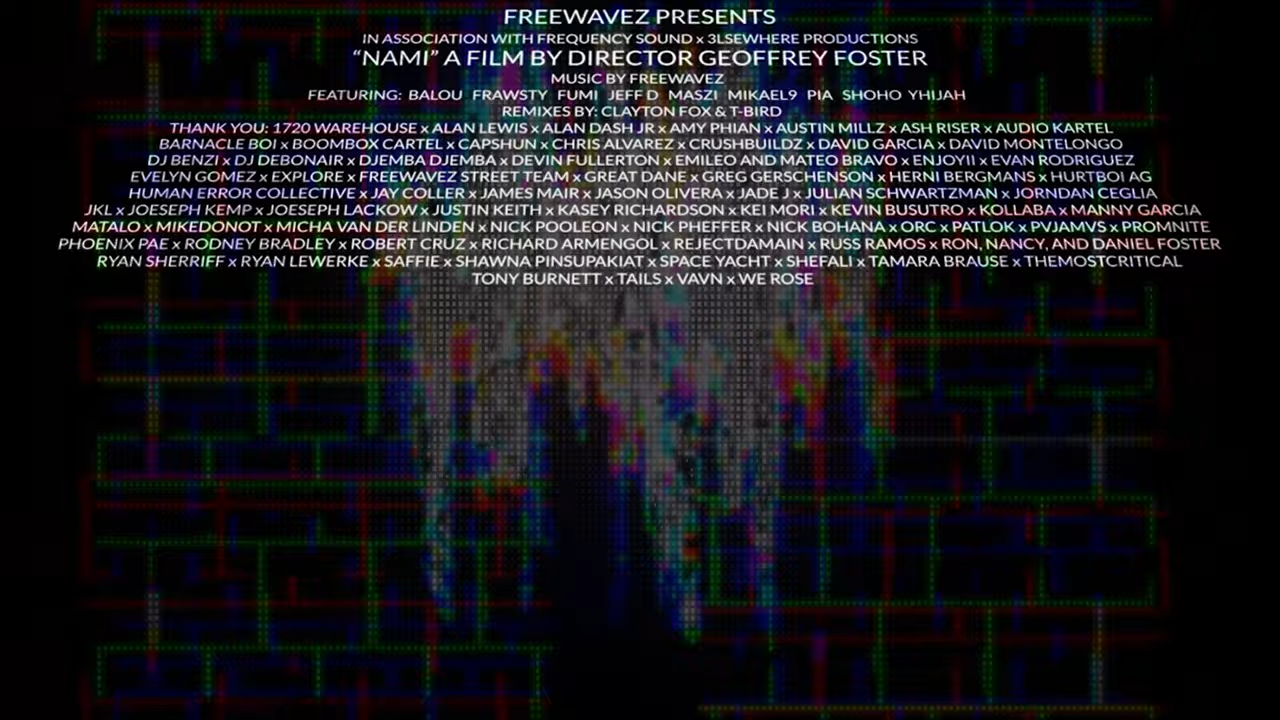 FREEWAVEZ PRESENTS
IN ASSOCIATION WITH FREQUENCY SOUND x 3LSEWHERE PRODUCTIONS
“NAMI” A FILM BY DIRECTOR GEOFFREY FOSTER
MUSIC BY FREEWAVEZ
FEATURING: BALOU FRAWSTY FUMI JEFF D MASZI MIKAEL9 PIA SHOHO YHIJAH
REMIXES BY: CLAYTON FOX & T-BIRD
THANK YOU: 1720 WAREHOUSE x ALAN LEWIS x ALAN DASH JR x AMY PHIAN x AUSTIN MILLZ x ASH RISER x AUDIO KARTEL
BARNACLE BOI x BOOMBOX CARTEL x CAPSHUN x CHRIS ALVAREZ x CRUSHBUILDZ x DAVID GARCIA x DAVID MONTELONGO
DJ BENZI x DJ DEBONAIR x DJEMBA DJEMBA x DEVIN FULLERTON x EMILEO AND MATEO BRAVO x ENJOYII x EVAN RODRIGUEZ
EVELYN GOMEZ x EXPLORE x FREEWAVEZ STREET TEAM x GREAT DANE x GREG GERSCHENSON x HERNI BERGMANS x HURTBOI AG
HUMAN ERROR COLLECTIVE x JAY COLLER x JAMES MAIR x JASON OLIVERA x JADE J x JULIAN SCHWARTZMAN x JORNDAN CEGLIA
JKL x JOESEPH KEMP x JOESEPH LACKOW x JUSTIN KEITH x KASEY RICHARDSON x KEI MORI x KEVIN BUSUTRO x KOLLABA x MANNY GARCIA
MATALO x MIKEDONOT x MICHA VAN DER LINDEN x NICK POOLEON x NICK PHEFFER x NICK BOHANA x ORC x PATLOK x PVJAMVS x PROMNITE
PHOENIX PAE x RODNEY BRADLEY x ROBERT CRUZ x RICHARD ARMENGOL x REJECTDAMAIN x RUSS RAMOS x RON, NANCY, AND DANIEL FOSTER
RYAN SHERRIFF x RYAN LEWERKE x SAFFIE x SHAWNA PINSUPAKIAT x SPACE YACHT x SHEFALI x TAMARA BRAUSE x THEMOSTCRITICAL
TONY BURNETT x TAILS x VAVN x WE ROSE